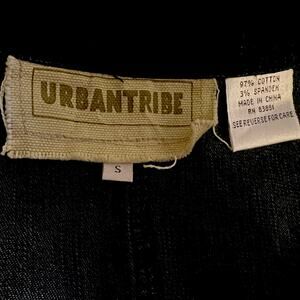 URBANTRIBE
S
97% COTTON
3% SPANDEX
MADE IN CHINA
RN 83851
SEE REVERSE FOR CARE